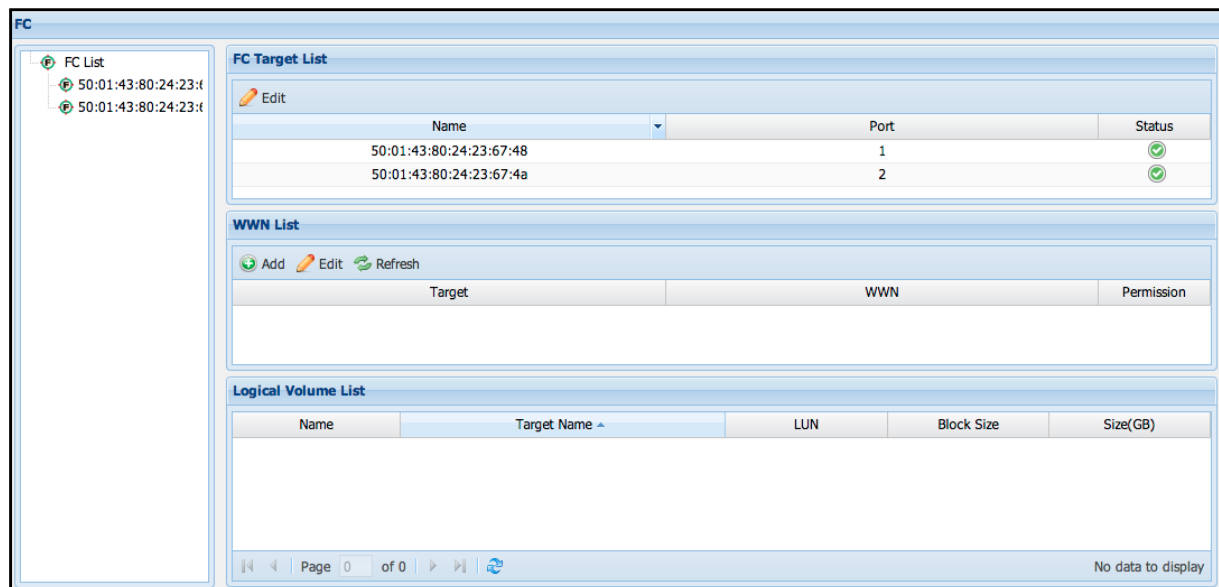 FC
FC List
50:01:43:80:24:23:6
50:01:43:80:24:23:6
FC Target List
Edit
Name Port Status
50:01:43:80:24:23:67:48 1
50:01:43:80:24:23:67:4a 2
WWN List
Add Edit Refresh
Target WWN Permission
Logical Volume List
Name Target Name LUN Block Size Size(GB)
Page 0 of 0 No data to display